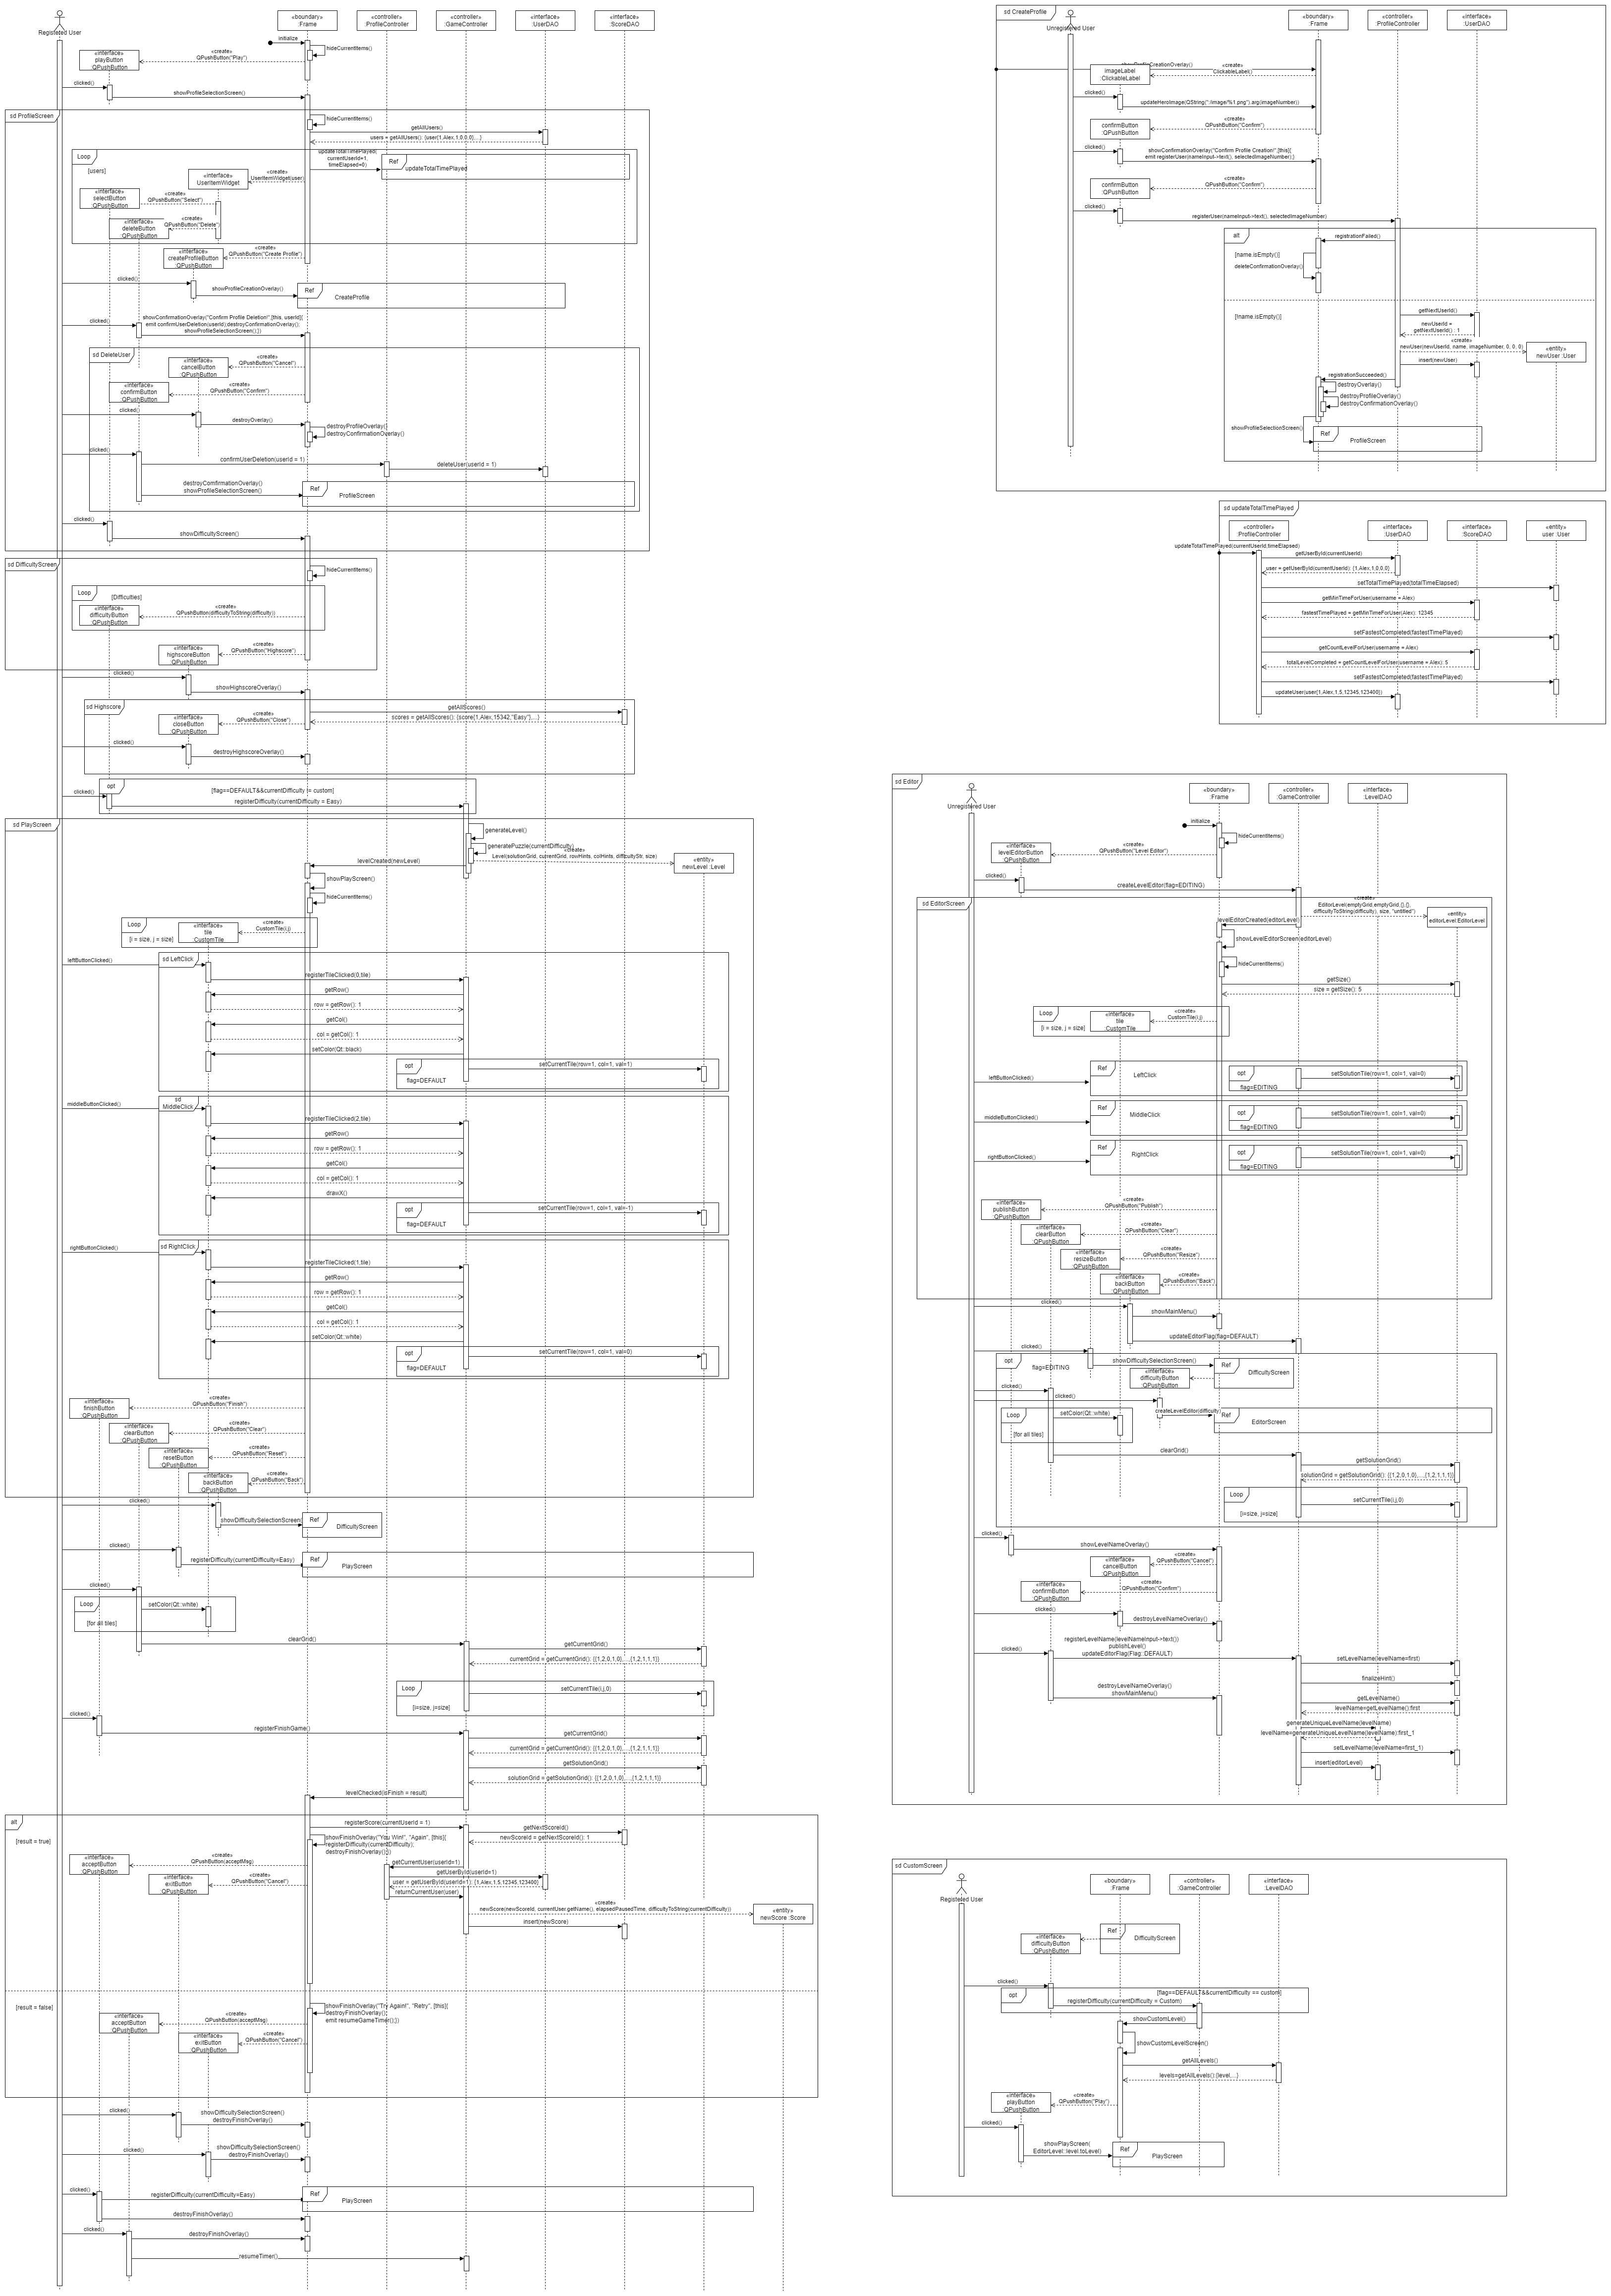 «boundary»
:Frame
«controller»
:ProfileController
«controller»
:GameController
«interface»
:UserDAO
«interface»
:ScoreDAO
Registered User
initialize
hideCurrentItems()
«interface»
playButton
:QPushButton
«create»
QPushButton("Play")
clicked()
showProfileSelectionScreen()
sd ProfileScreen
hideCurrentItems()
getAllUsers()
users = getAllUsers(): {user(1,Alex,1,0,0,0),...}
Loop
[users]
updateTotalTimePlayed(
currentUserId=1,
timeElapsed=0)
Ref
updateTotalTimePlayed
«interface»
UserItemWidget
«create»
UserItemWidget(user)
«interface»
selectButton
:QPushButton
«create»
QPushButton("Select")
«interface»
deleteButton
:QPushButton
«create»
QPushButton("Delete")
«interface»
createProfileButton
:QPushButton
«create»
QPushButton("Create Profile")
clicked()
showProfileCreationOverlay()
Ref
CreateProfile
clicked()
showConfirmationOverlay("Confirm Profile Deletion!",[this, userId]{
emit confirmUserDeletion(userId);destroyConfirmationOverlay();
showProfileSelectionScreen();})
sd DeleteUser
«interface»
cancelButton
:QPushButton
«create»
QPushButton("Cancel")
«interface»
confirmButton
:QPushButton
«create»
QPushButton("Confirm")
clicked()
destroyOverlay()
destroyProfileOverlay()
destroyConfirmationOverlay()
clicked()
confirmUserDeletion(userId = 1)
deleteUser(userId = 1)
destroyComfirmationOverlay()
showProfileSelectionScreen()
Ref
ProfileScreen
clicked()
showDifficultyScreen()
sd DifficultyScreen
hideCurrentItems()
Loop
[Difficulties]
«interface»
difficultyButton
:QPushButton
«create»
QPushButton(difficultyToString(difficulty))
«interface»
highscoreButton
:QPushButton
«create»
QPushButton("Highscore")
clicked()
showHighscoreOverlay()
sd Highscore
getAllScores()
scores = getAllScores(): {score(1,Alex,15342,"Easy"),...}
«interface»
closeButton
:QPushButton
«create»
QPushButton("Close")
clicked()
destroyHighscoreOverlay()
opt
[flag==DEFAULT&&currentDifficulty != custom]
clicked()
registerDifficulty(currentDifficulty = Easy)
sd PlayScreen
generateLevel()
generatePuzzle(currentDifficulty)
«create»
Level(solutionGrid, currentGrid, rowHints, colHints, difficultyStr, size)
«entity»
newLevel :Level
levelCreated(newLevel)
showPlayScreen()
hideCurrentItems()
Loop
[i = size, j = size]
«interface»
tile
:CustomTile
«create»
CustomTile(i,j)
leftButtonClicked()
sd LeftClick
registerTileClicked(0,tile)
getRow()
row = getRow(): 1
getCol()
col = getCol(): 1
setColor(Qt::black)
opt
flag=DEFAULT
setCurrentTile(row=1, col=1, val=1)
middleButtonClicked()
sd
MiddleClick
registerTileClicked(2,tile)
getRow()
row = getRow(): 1
getCol()
col = getCol(): 1
drawX()
opt
flag=DEFAULT
setCurrentTile(row=1, col=1, val=-1)
rightButtonClicked()
sd RightClick
registerTileClicked(1,tile)
getRow()
row = getRow(): 1
getCol()
col = getCol(): 1
setColor(Qt::white)
opt
flag=DEFAULT
setCurrentTile(row=1, col=1, val=0)
«interface»
finishButton
:QPushButton
«create»
QPushButton("Finish")
«interface»
clearButton
:QPushButton
«create»
QPushButton("Clear")
«interface»
resetButton
:QPushButton
«create»
QPushButton("Reset")
«interface»
backButton
:QPushButton
«create»
QPushButton("Back")
clicked()
showDifficultySelectionScreen
Ref
DifficultyScreen
clicked()
registerDifficulty(currentDifficulty=Easy)
Ref
PlayScreen
clicked()
Loop
[for all tiles]
setColor(Qt::white)
clearGrid()
getCurrentGrid()
currentGrid = getCurrentGrid(): {{1,2,0,1,0},...,{1,2,1,1,1}}
Loop
[i=size, j=size]
setCurrentTile(i,j,0)
clicked()
registerFinishGame()
getCurrentGrid()
currentGrid = getCurrentGrid(): {{1,2,0,1,0},...,{1,2,1,1,1}}
getSolutionGrid()
solutionGrid = getSolutionGrid(): {{1,2,0,1,0},...,{1,2,1,1,1}}
levelChecked(isFinish = result)
alt
[result = true]
registerScore(currentUserId = 1)
getNextScoreId()
newScoreId = getNextScoreId(): 1
showFinishOverlay("You Win!", "Again", [this]{
registerDifficulty(currentDifficulty);
destroyFinishOverlay();})
«interface»
acceptButton
:QPushButton
«create»
QPushButton(acceptMsg)
«interface»
exitButton
:QPushButton
«create»
QPushButton("Cancel")
getCurrentUser(userId=1)
getUserById(userId=1)
user = getUserById(userId=1): (1,Alex,1,5,12345,123400)
returnCurrentUser(user)
«create»
newScore(newScoreId, currentUser.getName(), elapsedPausedTime, difficultyToString(currentDifficulty))
«entity»
newScore :Score
insert(newScore)
[result = false]
showFinishOverlay("Try Again!", "Retry", [this]{
destroyFinishOverlay();
emit resumeGameTimer();})
«interface»
acceptButton
:QPushButton
«create»
QPushButton(acceptMsg)
«interface»
exitButton
:QPushButton
«create»
QPushButton("Cancel")
clicked()
showDifficultySelectionScreen()
destroyFinishOverlay()
clicked()
showDifficultySelectionScreen()
destroyFinishOverlay()
clicked()
registerDifficulty(currentDifficulty=Easy)
Ref
PlayScreen
destroyFinishOverlay()
clicked()
destroyFinishOverlay()
resumeTimer()
sd CreateProfile
Unregistered User
«boundary»
:Frame
«controller»
:ProfileController
«interface»
:UserDAO
showProfileCreationOverlay()
imageLabel
:ClickableLabel
«create»
ClickableLabel()
clicked()
updateHeroImage(QString(":/image/%1.png").arg(imageNumber))
confirmButton
:QPushButton
«create»
QPushButton("Confirm")
clicked()
showConfirmationOverlay("Confirm Profile Creation!",[this]{
emit registerUser(nameInput->text(), selectedImageNumber);}
confirmButton
:QPushButton
«create»
QPushButton("Confirm")
clicked()
registerUser(nameInput->text(), selectedImageNumber)
alt
registrationFailed()
[name.isEmpty()]
deleteConfirmationOverlay()
[!name.isEmpty()]
getNextUserId()
newUserId =
getNextUserId() : 1
«create»
newUser(newUserId, name, imageNumber, 0, 0, 0)
«entity»
newUser :User
insert(newUser)
registrationSucceeded()
destroyOverlay()
destroyProfileOverlay()
destroyConfirmationOverlay()
showProfileSelectionScreen()
Ref
ProfileScreen
sd updateTotalTimePlayed
«controller»
:ProfileController
«interface»
:UserDAO
«interface»
:ScoreDAO
«entity»
user :User
updateTotalTimePlayed(currentUserId,timeElapsed)
getUserById(currentUserId)
user = getUserById(currentUserId): (1,Alex,1,0,0,0)
setTotalTimePlayed(totalTimeElapsed)
getMinTimeForUser(username = Alex)
fastestTimePlayed = getMinTimeForUser(Alex): 12345
setFastestCompleted(fastestTimePlayed)
getCountLevelForUser(username = Alex)
totalLevelCompleted = getCountLevelForUser(username = Alex): 5
setFastestCompleted(fastestTimePlayed)
updateUser(user(1,Alex,1,5,12345,123400))
sd Editor
Unregistered User
«boundary»
:Frame
«controller»
:GameController
«interface»
:LevelDAO
initialize
hideCurrentItems()
«interface»
levelEditorButton
:QPushButton
«create»
QPushButton("Level Editor")
clicked()
createLevelEditor(flag=EDITING)
sd EditorScreen
«create»
EditorLevel(emptyGrid,emptyGrid,{},{},
difficultyToString(difficulty), size, "untitled")
«entity»
editorLevel:EditorLevel
levelEditorCreated(editorLevel)
showLevelEditorScreen(editorLevel)
hideCurrentItems()
getSize()
size = getSize(): 5
Loop
[i = size, j = size]
«interface»
tile
:CustomTile
«create»
CustomTile(i,j)
leftButtonClicked()
Ref
LeftClick
opt
flag=EDITING
setSolutionTile(row=1, col=1, val=0)
middleButtonClicked()
Ref
MiddleClick
opt
flag=EDITING
setSolutionTile(row=1, col=1, val=0)
rightButtonClicked()
Ref
RightClick
opt
flag=EDITING
setSolutionTile(row=1, col=1, val=0)
«interface»
publishButton
:QPushButton
«create»
QPushButton("Publish")
«interface»
clearButton
:QPushButton
«create»
QPushButton("Clear")
«interface»
resizeButton
:QPushButton
«create»
QPushButton("Resize")
«interface»
backButton
:QPushButton
«create»
QPushButton("Back")
clicked()
showMainMenu()
updateEditorFlag(flag=DEFAULT)
clicked()
opt
flag=EDITING
showDifficultySelectionScreen()
Ref
DifficultyScreen
«interface»
difficultyButton
:QPushButton
clicked()
clicked()
createLevelEditor(difficulty)
Ref
EditorScreen
Loop
[for all tiles]
setColor(Qt::white)
clearGrid()
getSolutionGrid()
solutionGrid = getSolutionGrid(): {{1,2,0,1,0},...,{1,2,1,1,1}}
Loop
[i=size, j=size]
setCurrentTile(i,j,0)
clicked()
showLevelNameOverlay()
«interface»
cancelButton
:QPushButton
«create»
QPushButton("Cancel")
«interface»
confirmButton
:QPushButton
«create»
QPushButton("Confirm")
clicked()
destroyLevelNameOverlay()
clicked()
registerLevelName(levelNameInput->text())
publishLevel()
updateEditorFlag(Flag::DEFAULT)
setLevelName(levelName=first)
finalizeHint()
destroyLevelNameOverlay()
showMainMenu()
getLevelName()
levelName=getLevelName():first
generateUniqueLevelName(levelName)
levelName=generateUniqueLevelName(levelName):first_1
setLevelName(levelName=first_1)
insert(editorLevel)
sd CustomScreen
Registered User
«boundary»
:Frame
«controller»
:GameController
«interface»
:LevelDAO
«interface»
difficultyButton
:QPushButton
Ref
DifficultyScreen
clicked()
opt
[flag==DEFAULT&&currentDifficulty == custom]
registerDifficulty(currentDifficulty = Custom)
showCustomLevel()
showCustomLevelScreen()
getAllLevels()
levels=getAllLevels():{level,...}
«interface»
playButton
:QPushButton
«create»
QPushButton("Play")
clicked()
showPlayScreen(
EditorLevel::level.toLevel)
Ref
PlayScreen